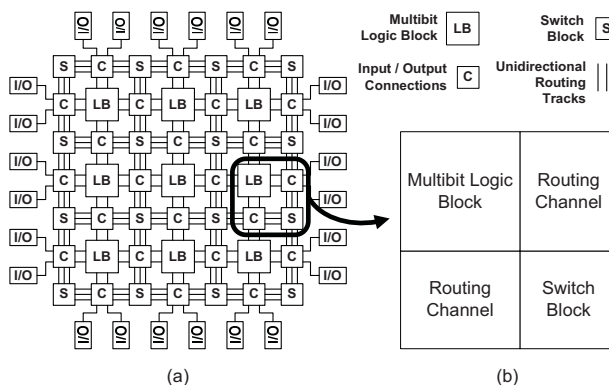 I/O I/O I/O I/O I/O I/O
S C S C S C S
I/O C LB C LB C LB C I/O
I/O I/O
S C S C S C S
I/O C LB C LB C LB C I/O
I/O I/O
S C S C S C S
I/O C LB C LB C LB C I/O
I/O I/O
S C S C S C S
I/O I/O I/O I/O I/O I/O
(a)
Multibit
Logic Block LB
Switch
Block S
Input / Output
Connections C
Unidirectional
Routing
Tracks
Multibit Logic
Block
Routing
Channel
Routing
Channel
Switch
Block
(b)